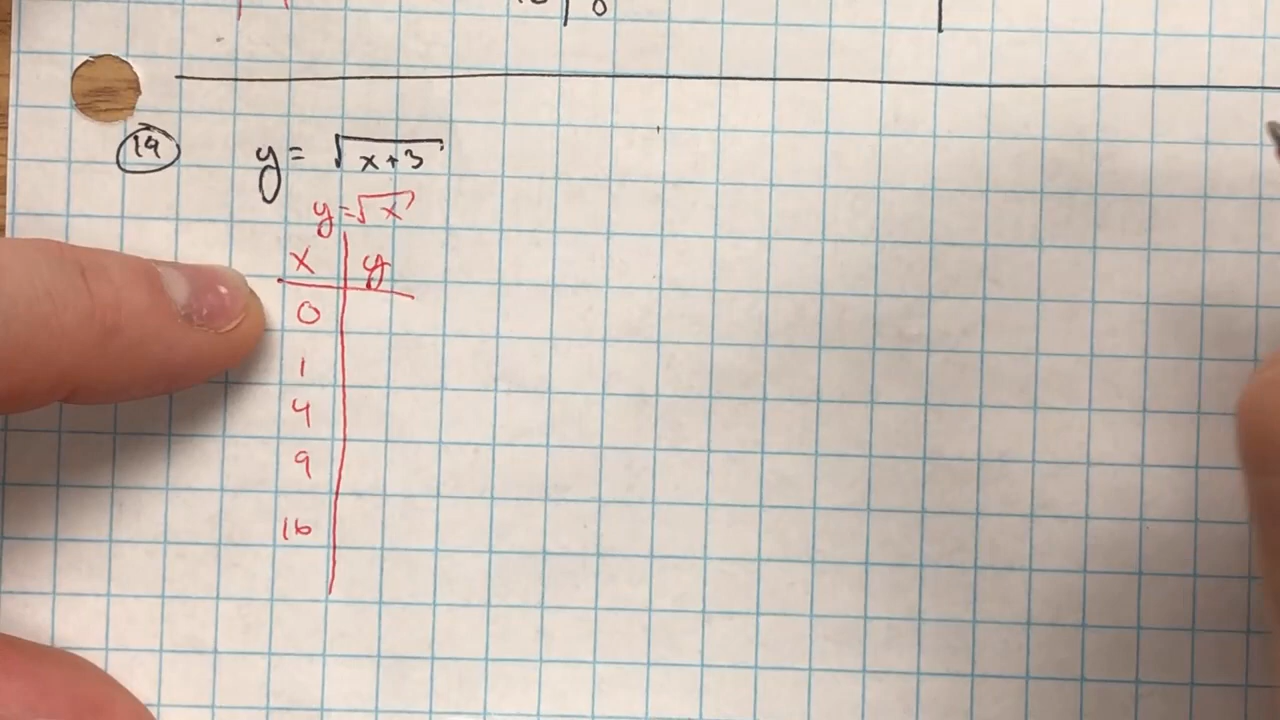 19 y = √x+3
y = √x
x y
0
1
4
9
16